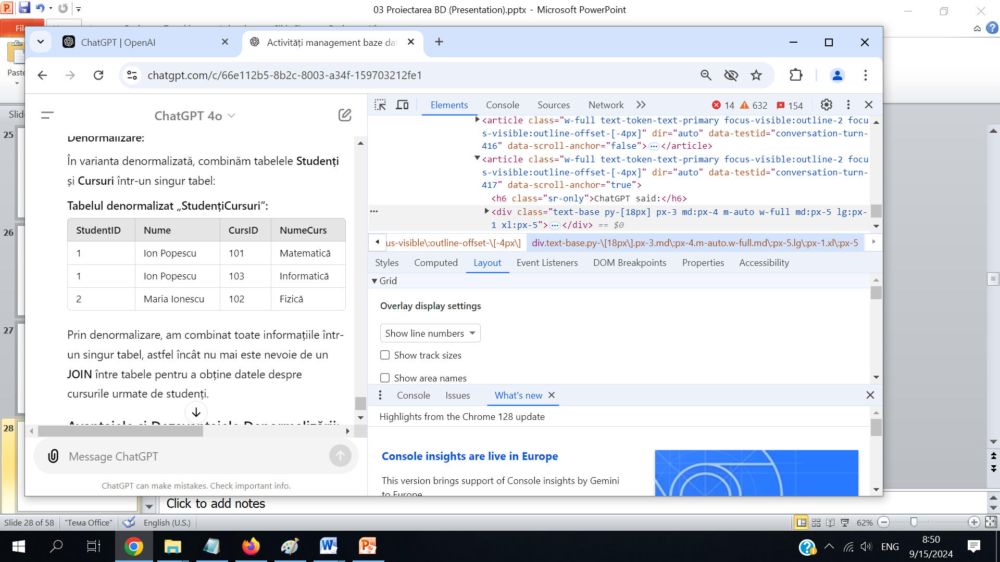 03 Proiectarea BD (Presentation).pptx - Microsoft PowerPoint
ChatGPT | OpenAI
Activități management baze dat
Paste
chatgpt.com/c/66e112b5-8b2c-8003-a34f-159703212fe1
ChatGPT 4o
Denormalizare:
În varianta denormalizată, combinăm tabelele Studenți
și Cursuri într-un singur tabel:
Tabelul denormalizat „StudențiCursuri”:
StudentID Nume CursID NumeCurs
1 Ion Popescu 101 Matematică
1 Ion Popescu 103 Informatică
2 Maria Ionescu 102 Fizică
Prin denormalizare, am combinat toate informațiile într-
un singur tabel, astfel încât nu mai este nevoie de un
JOIN între tabele pentru a obține datele despre
cursurile urmate de studenți.
Avantajele și Dezavantajele Denormalizării:
Message ChatGPT
ChatGPT can make mistakes. Check important info.
Elements Console Sources Network 14 632 154
<article class="w-full text-token-text-primary focus-visible:outline-2 focu
s-visible:outline-offset-[-4px]" dir="auto" data-testid="conversation-turn-
416" data-scroll-anchor="false">…</article>
<article class="w-full text-token-text-primary focus-visible:outline-2 focu
s-visible:outline-offset-[-4px]" dir="auto" data-testid="conversation-turn-
417" data-scroll-anchor="true">
<h6 class="sr-only">ChatGPT said:</h6>
<div class="text-base py-[18px] px-3 md:px-4 m-auto w-full md:px-5 lg:px-
1 xl:px-5">…</div> == $0
us-visible\:outline-offset-\[-4px\] div.text-base.py-\[18px\].px-3.md\:px-4.m-auto.w-full.md\:px-5.lg\:px-1.xl\:px-5
Styles Computed Layout Event Listeners DOM Breakpoints Properties Accessibility
Grid
Overlay display settings
Show line numbers
Show track sizes
Show area names
Console Issues What's new
Highlights from the Chrome 128 update
Console insights are live in Europe
This version brings support of Console insights by Gemini
to Europe
25
26
27
28
Click to add notes
Slide 28 of 58 "Тема Office" English (U.S.) 62%
ENG
8:50
9/15/2024